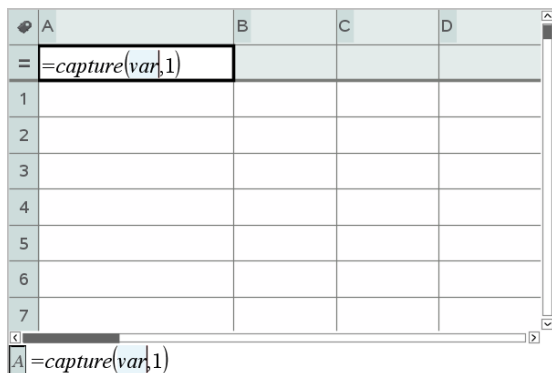 A B C D
= =capture(var,1)
1
2
3
4
5
6
7
A =capture(var,1)